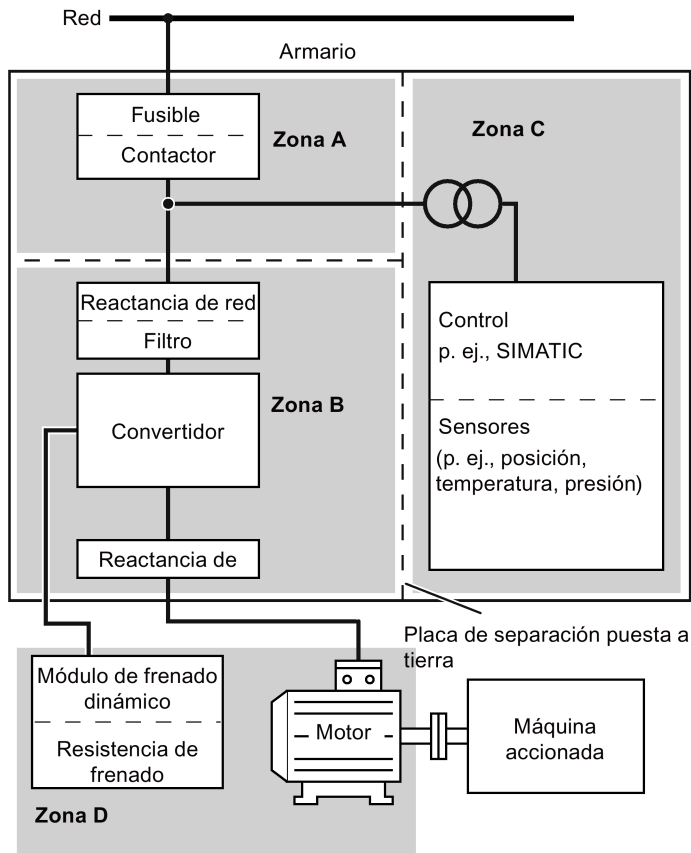 Red
Armario
Fusible
Contactor
Zona A
Zona C
Reactancia de red
Filtro
Convertidor
Zona B
Reactancia de
Control
p. ej., SIMATIC
Sensores
(p. ej., posición,
temperatura, presión)
Placa de separación puesta a
tierra
Módulo de frenado
dinámico
Resistencia de
frenado
Zona D
Motor
Máquina
accionada